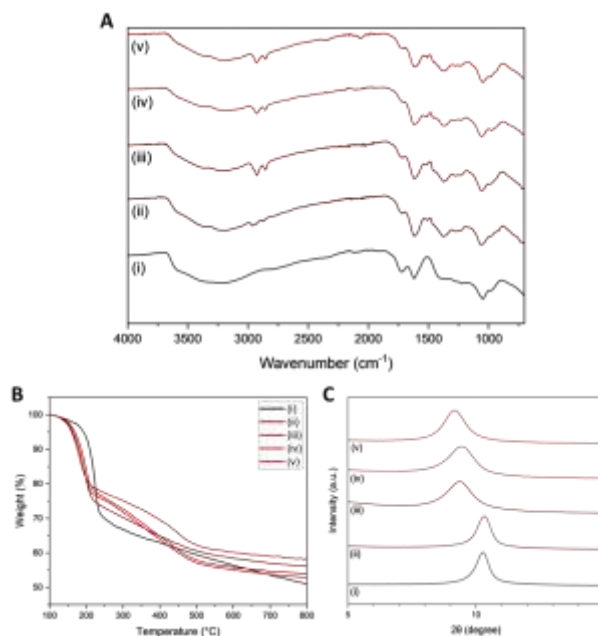 A
(v)
(iv)
(iii)
(ii)
(i)
4000 3500 3000 2500 2000 1500 1000
Wavenumber (cm⁻¹)
B
100
90
80
70
60
50
Weight (%)
(i)
(ii)
(iii)
(iv)
(v)
100 200 300 400 500 600 700 800
Temperature (°C)
C
Intensity (a.u.)
(v)
(iv)
(iii)
(ii)
(i)
5 10
2θ (degree)